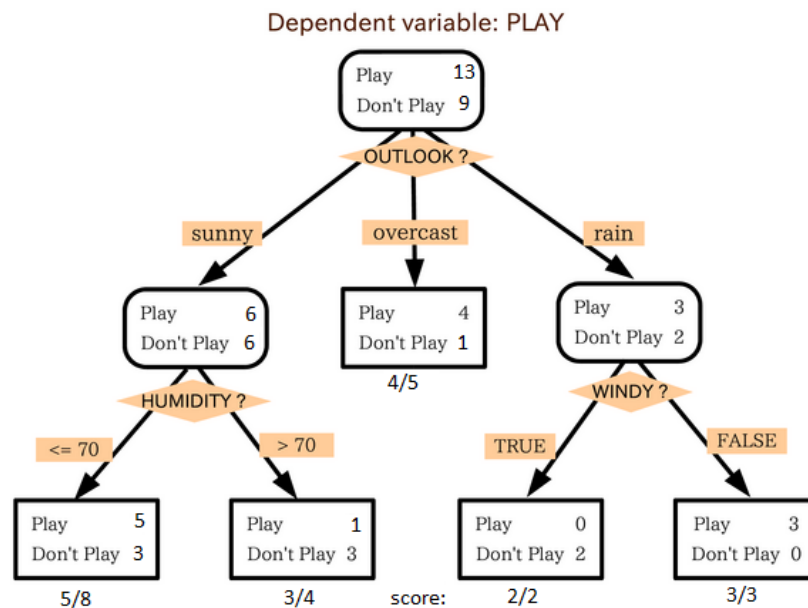 Dependent variable: PLAY
Play 13
Don't Play 9
OUTLOOK ?
sunny
overcast
rain
Play 6
Don't Play 6
Play 4
Don't Play 1
Play 3
Don't Play 2
4/5
HUMIDITY ?
WINDY ?
<= 70
> 70
TRUE
FALSE
Play 5
Don't Play 3
Play 1
Don't Play 3
Play 0
Don't Play 2
Play 3
Don't Play 0
5/8
3/4
score:
2/2
3/3